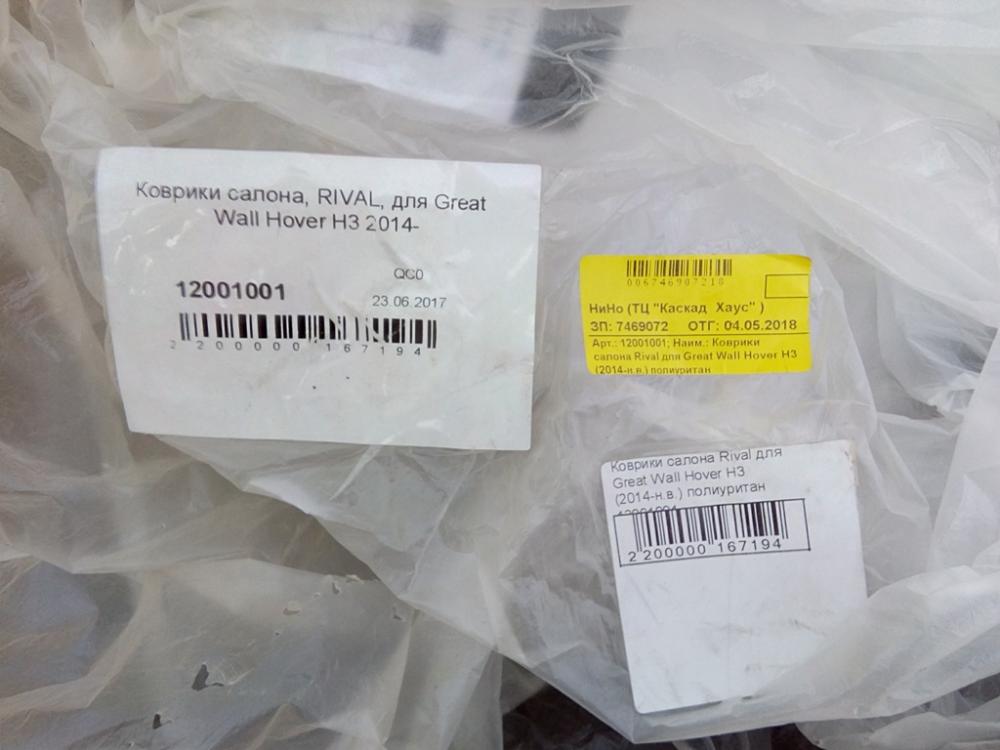 Коврики салона, RIVAL, для Great
Wall Hover H3 2014-
QC0
12001001
23.06.2017
2 200000 167194
006746907218
НиНо (ТЦ "Каскад Хаус" )
ЗП: 7469072 ОТГ: 04.05.2018
Арт.: 12001001; Наим.: Коврики
салона Rival для Great Wall Hover H3
(2014-н.в.) полиуритан
Коврики салона Rival для
Great Wall Hover H3
(2014-н.в.) полиуритан
12001001
2 200000 167194